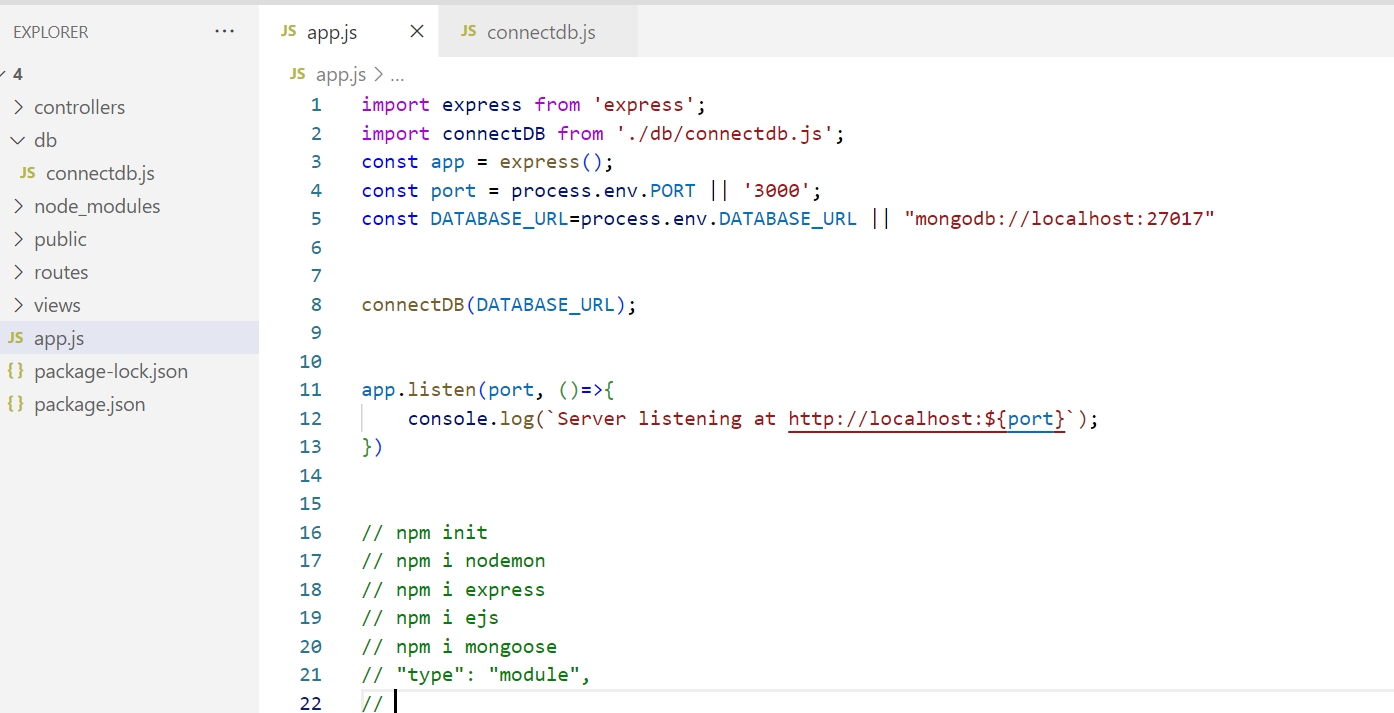 EXPLORER ...
4
controllers
db
JS connectdb.js
node_modules
public
routes
views
JS app.js
{} package-lock.json
{} package.json
JS app.js
JS connectdb.js
JS app.js > ...
1 import express from 'express';
2 import connectDB from './db/connectdb.js';
3 const app = express();
4 const port = process.env.PORT || '3000';
5 const DATABASE_URL=process.env.DATABASE_URL || "mongodb://localhost:27017"
6
7
8 connectDB(DATABASE_URL);
9
10
11 app.listen(port, ()=>{
12     console.log(`Server listening at http://localhost:${port}`);
13 })
14
15
16 // npm init
17 // npm i nodemon
18 // npm i express
19 // npm i ejs
20 // npm i mongoose
21 // "type": "module",
22 //